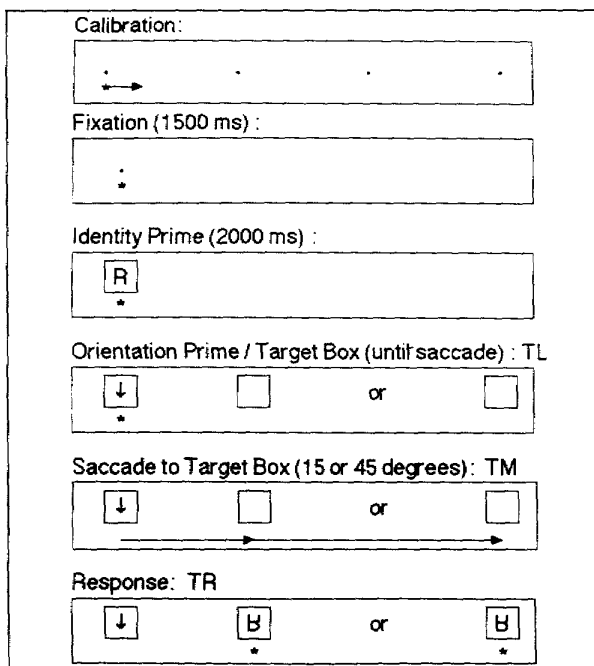 Calibration:
Fixation (1500 ms) :
Identity Prime (2000 ms) :
R
*
Orientation Prime / Target Box (until saccade) : TL
↓ or
*
Saccade to Target Box (15 or 45 degrees): TM
↓ or
Response: TR
↓ R or R
* *